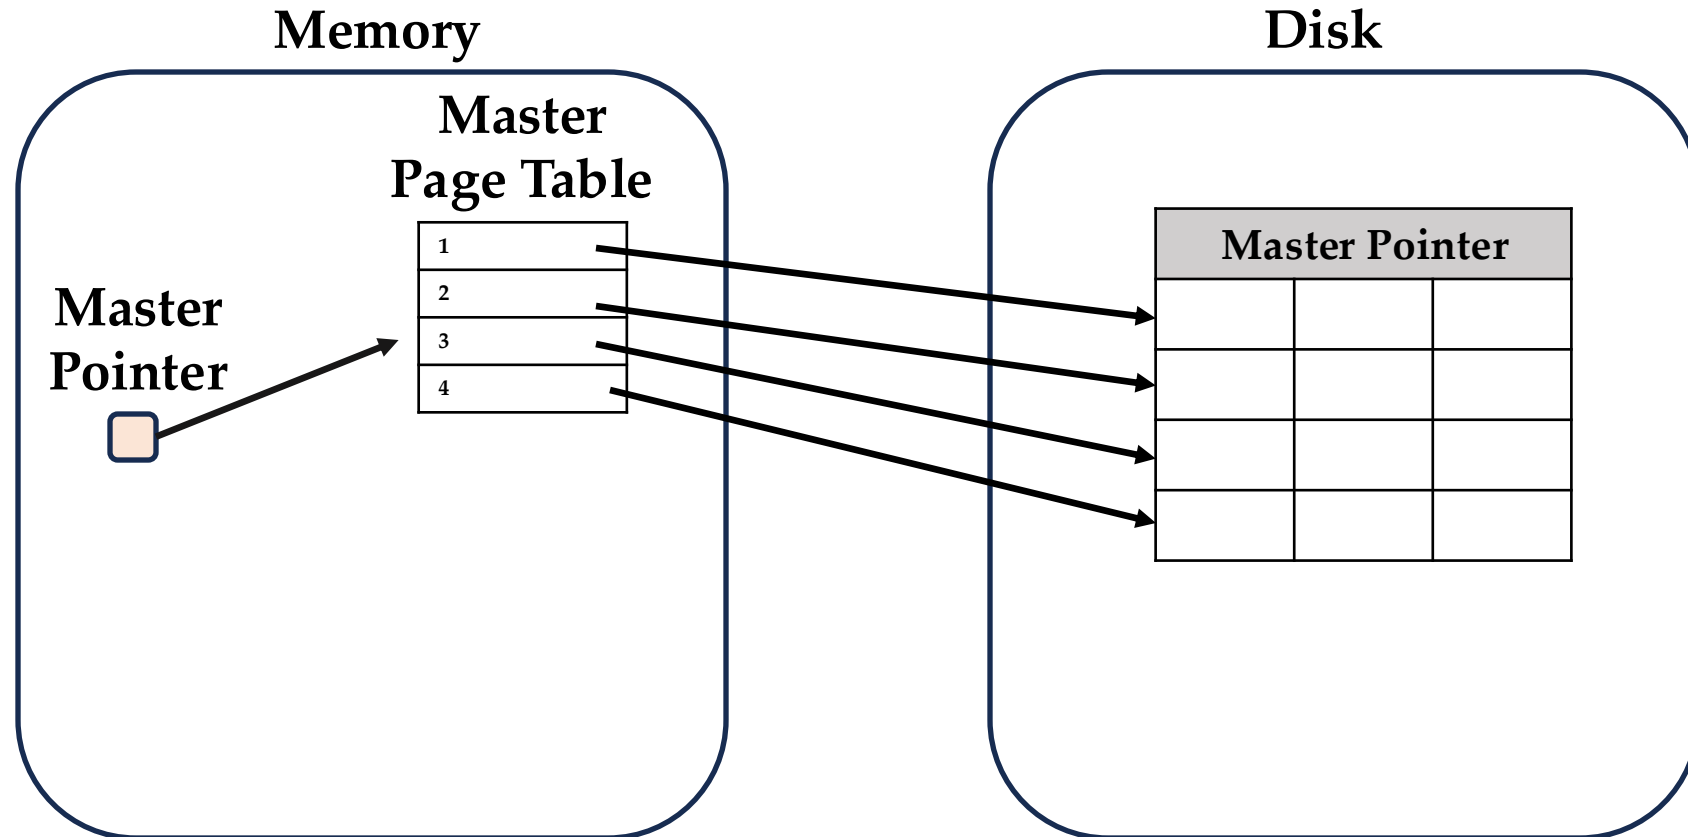 Memory
Disk
Master
Page Table
1
2
3
4
Master
Pointer
Master Pointer